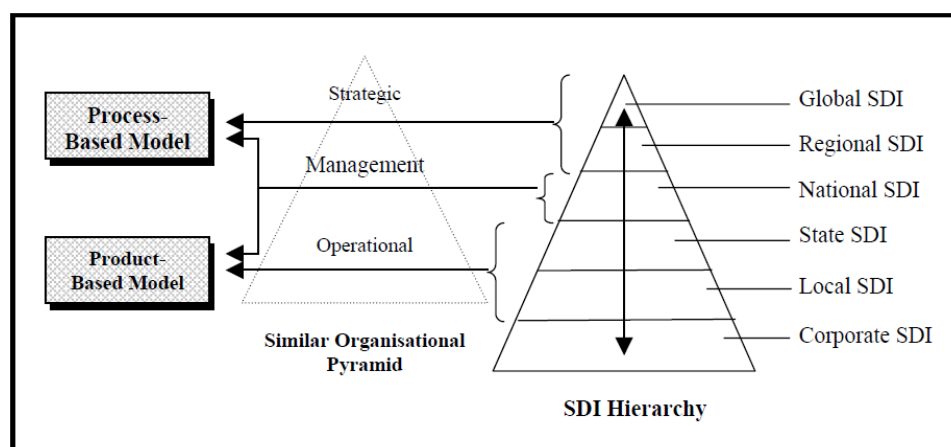 Process-
Based Model
Product-
Based Model
Strategic
Management
Operational
Similar Organisational
Pyramid
Global SDI
Regional SDI
National SDI
State SDI
Local SDI
Corporate SDI
SDI Hierarchy